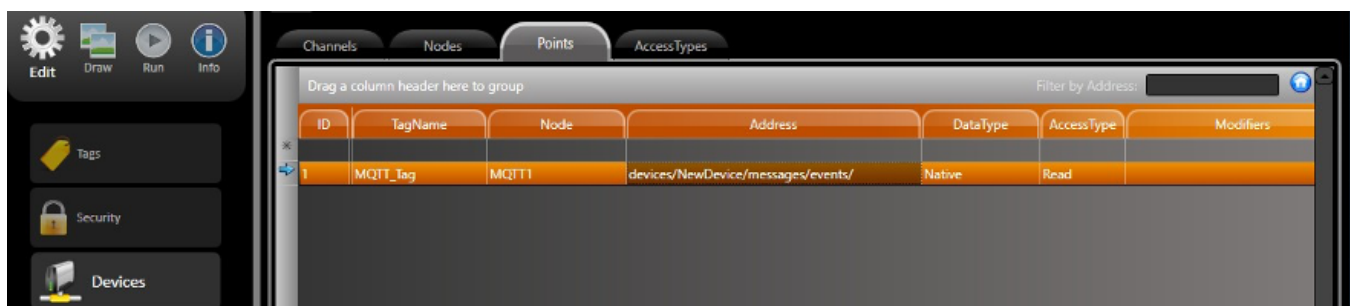 Edit Draw Run Info
Channels Nodes Points AccessTypes
Drag a column header here to group Filter by Address:
ID TagName Node Address DataType AccessType Modifiers
1 MQTT_Tag MQTT1 devices/NewDevice/messages/events/ Native Read
Tags
Security
Devices